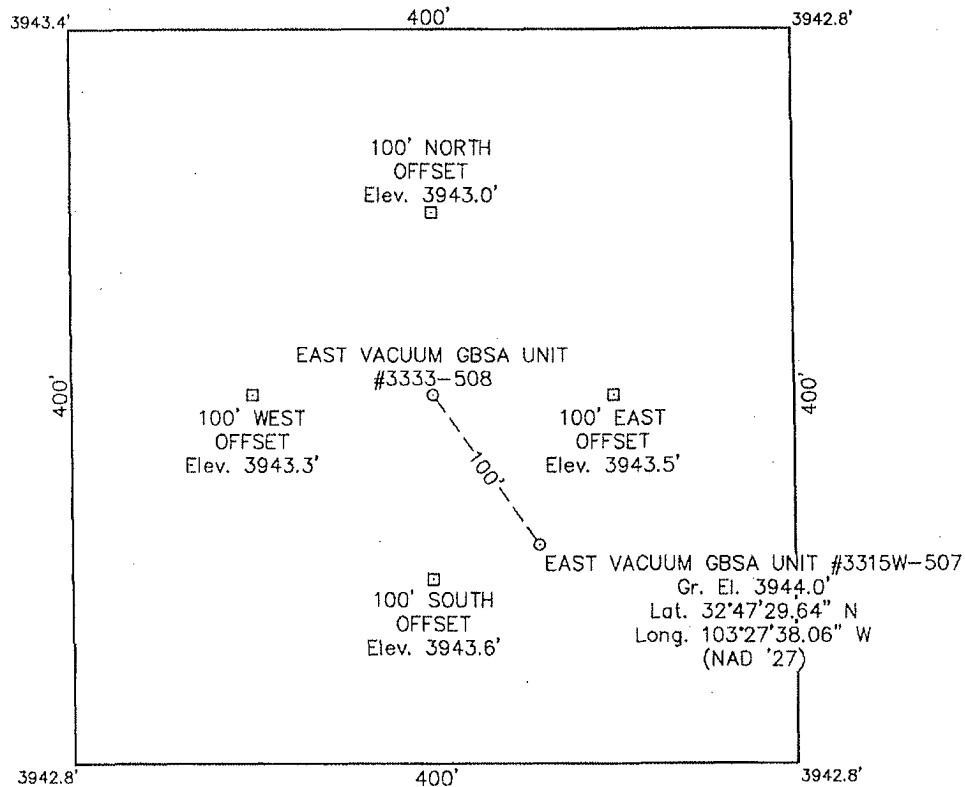 3943.4'
400'
3942.8'
100' NORTH
OFFSET
Elev. 3943.0'
EAST VACUUM GBSA UNIT
#3333-508
400'
100' WEST
OFFSET
Elev. 3943.3'
100' EAST
OFFSET
Elev. 3943.5'
400'
100'
EAST VACUUM GBSA UNIT #3315W-507
Gr. El. 3944.0'
Lat. 32°47'29.64" N
Long. 103°27'38.06" W
(NAD '27)
100' SOUTH
OFFSET
Elev. 3943.6'
3942.8'
400'
3942.8'